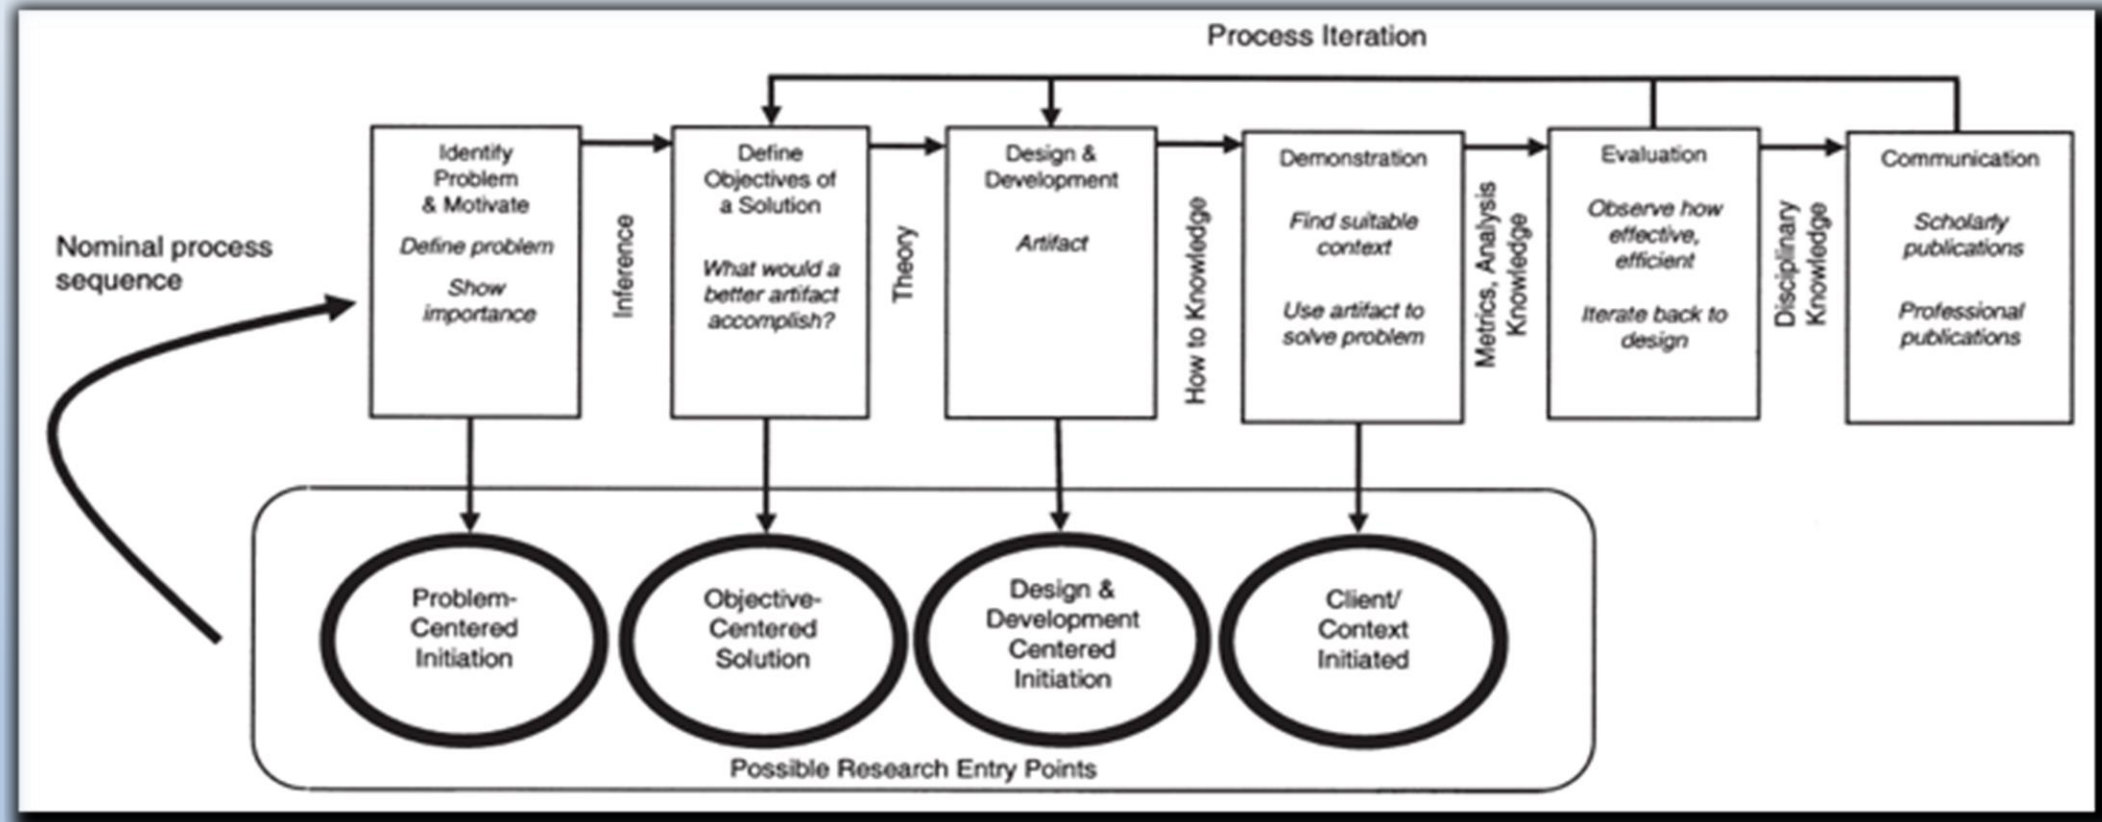 Process Iteration
Nominal process
sequence
Identify
Problem
& Motivate
Define problem
Show
importance
Inference
Define
Objectives of
a Solution
What would a
better artifact
accomplish?
Theory
Design &
Development
Artifact
How to Knowledge
Demonstration
Find suitable
context
Use artifact to
solve problem
Metrics, Analysis
Knowledge
Evaluation
Observe how
effective,
efficient
Iterate back to
design
Disciplinary
Knowledge
Communication
Scholarly
publications
Professional
publications
Problem-
Centered
Initiation
Objective-
Centered
Solution
Design &
Development
Centered
Initiation
Client/
Context
Initiated
Possible Research Entry Points